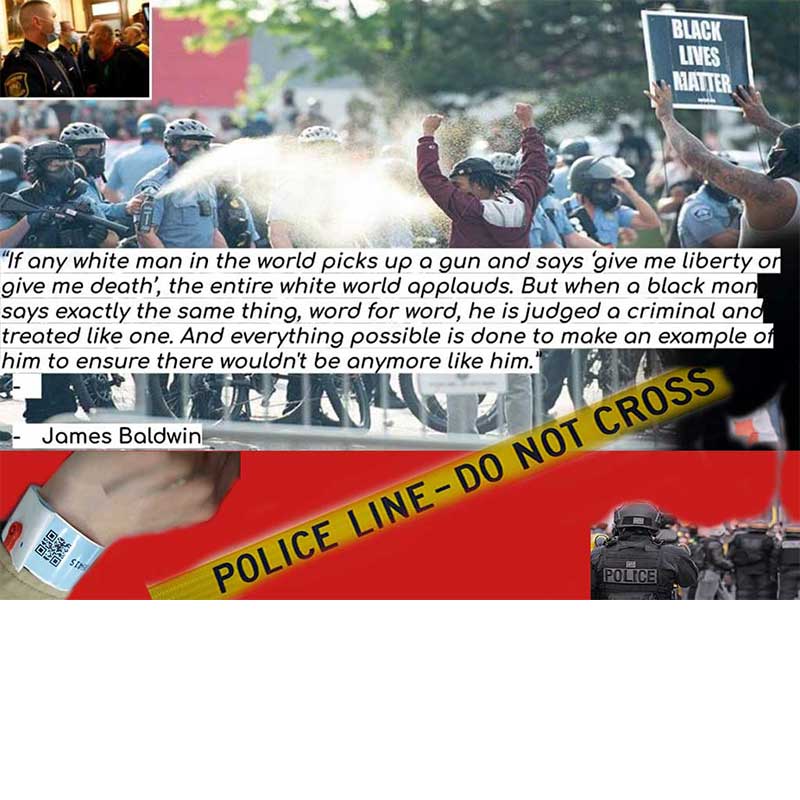 BLACK
LIVES
MATTER
“If any white man in the world picks up a gun and says ‘give me liberty or
give me death’, the entire white world applauds. But when a black man
says exactly the same thing, word for word, he is judged a criminal and
treated like one. And everything possible is done to make an example of
him to ensure there wouldn't be anymore like him.”
-
- James Baldwin
POLICE LINE-DO NOT CROSS
POLICE